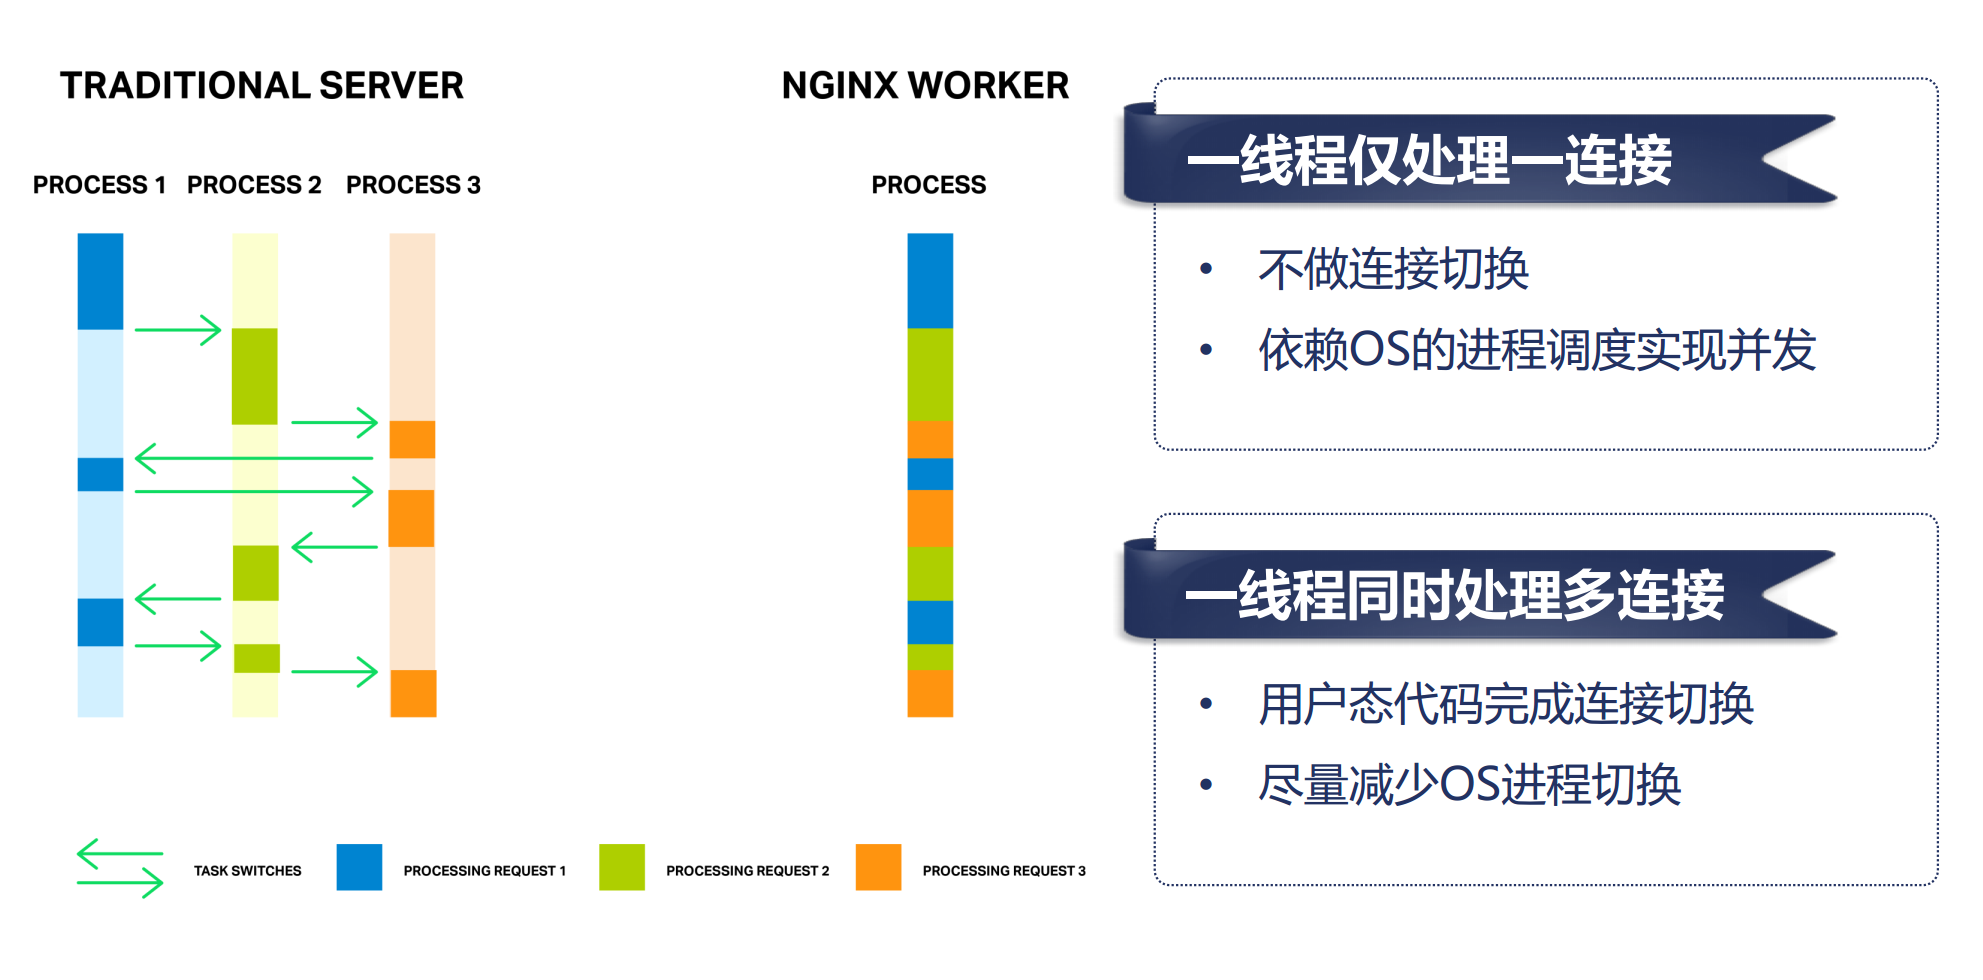 TRADITIONAL SERVER
NGINX WORKER
PROCESS 1
PROCESS 2
PROCESS 3
PROCESS
TASK SWITCHES
PROCESSING REQUEST 1
PROCESSING REQUEST 2
PROCESSING REQUEST 3
一线程仅处理一连接
• 不做连接切换
• 依赖OS的进程调度实现并发
一线程同时处理多连接
• 用户态代码完成连接切换
• 尽量减少OS进程切换